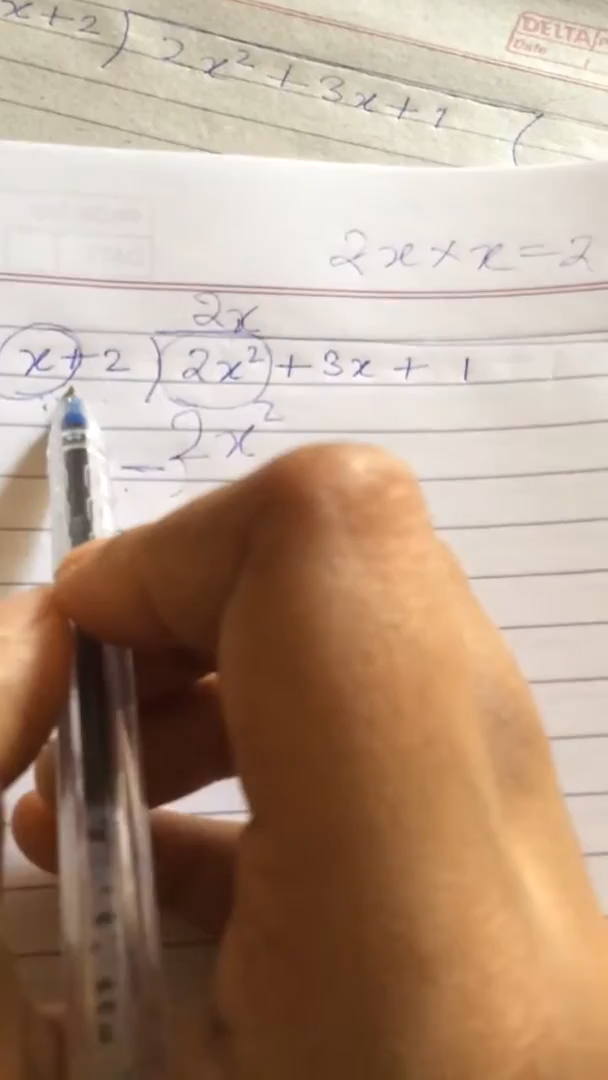 x+2 ) 2x² + 3x + 1 (
DELTA
Date
2x × x = 2
2x
x+2 ) 2x² + 3x + 1
- 2x²